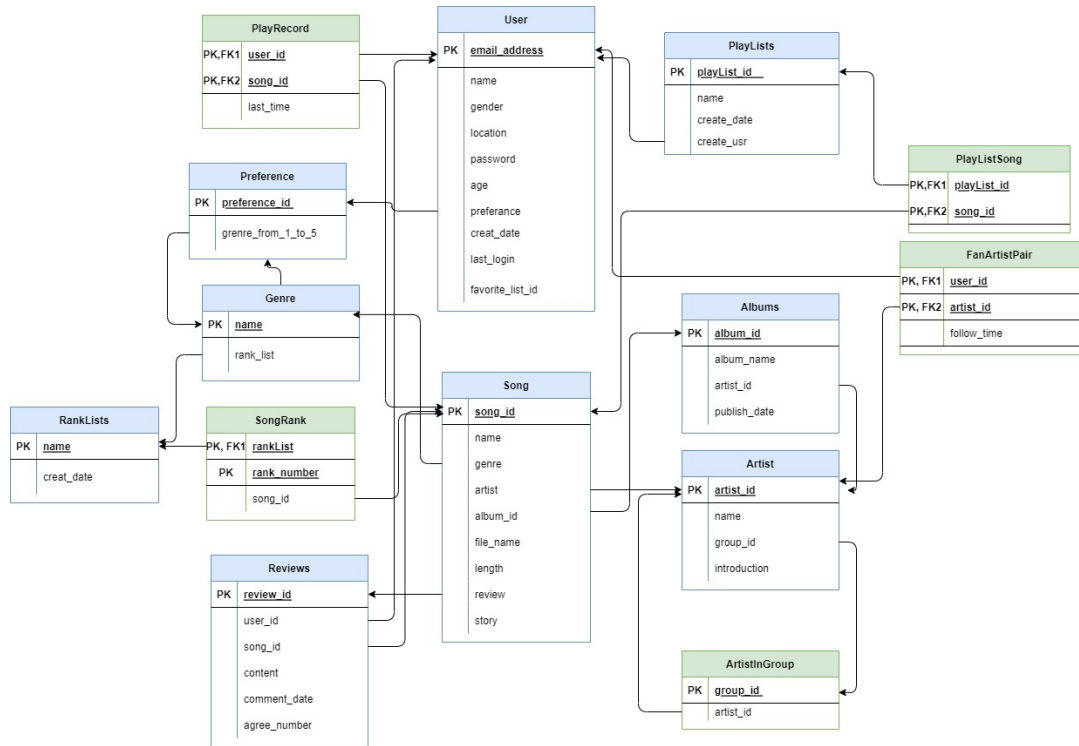 PlayRecord
PK,FK1 user_id
PK,FK2 song_id
last_time
User
PK email_address
name
gender
location
password
age
preferance
creat_date
last_login
favorite_list_id
PlayLists
PK playList_id
name
create_date
create_usr
PlayListSong
PK,FK1 playList_id
PK,FK2 song_id
FanArtistPair
PK, FK1 user_id
PK, FK2 artist_id
follow_time
Preference
PK preference_id
grenre_from_1_to_5
Genre
PK name
rank_list
RankLists
PK name
creat_date
SongRank
PK, FK1 rankList
PK rank_number
song_id
Song
PK song_id
name
genre
artist
album_id
file_name
length
review
story
Albums
PK album_id
album_name
artist_id
publish_date
Artist
PK artist_id
name
group_id
introduction
Reviews
PK review_id
user_id
song_id
content
comment_date
agree_number
ArtistInGroup
PK group_id
artist_id